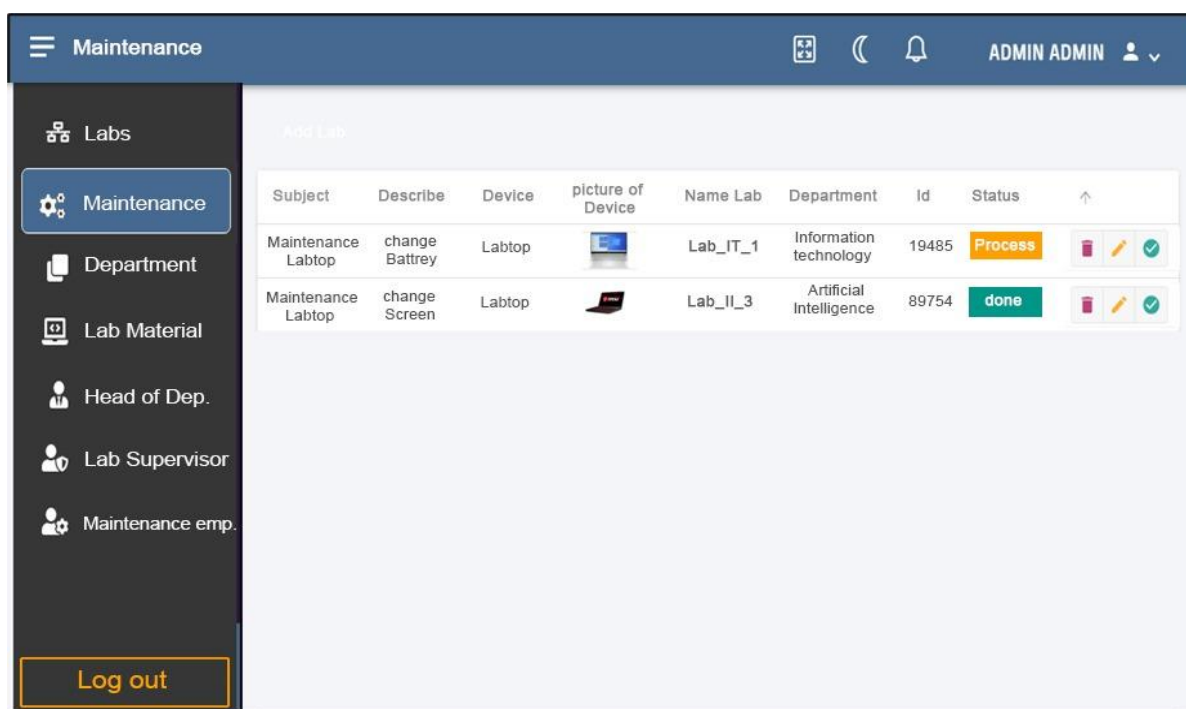 Maintenance
ADMIN ADMIN
Labs
Maintenance
Department
Lab Material
Head of Dep.
Lab Supervisor
Maintenance emp.
Log out
Add Lab
Subject Describe Device picture of Device Name Lab Department Id Status
Maintenance Labtop change Battrey Labtop Lab_IT_1 Information technology 19485 Process
Maintenance Labtop change Screen Labtop Lab_II_3 Artificial Intelligence 89754 done